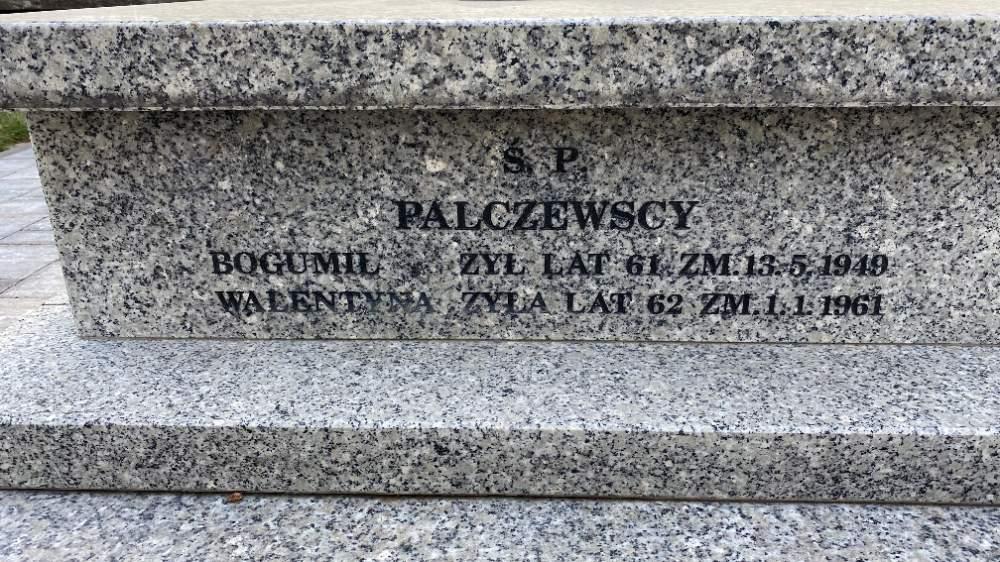 Ś. P.
PALCZEWSCY
BOGUMIŁ ŻYŁ LAT 61 ZM. 13. 5. 1949
WALENTYNA ŻYŁA LAT 62 ZM. 1. 1. 1961